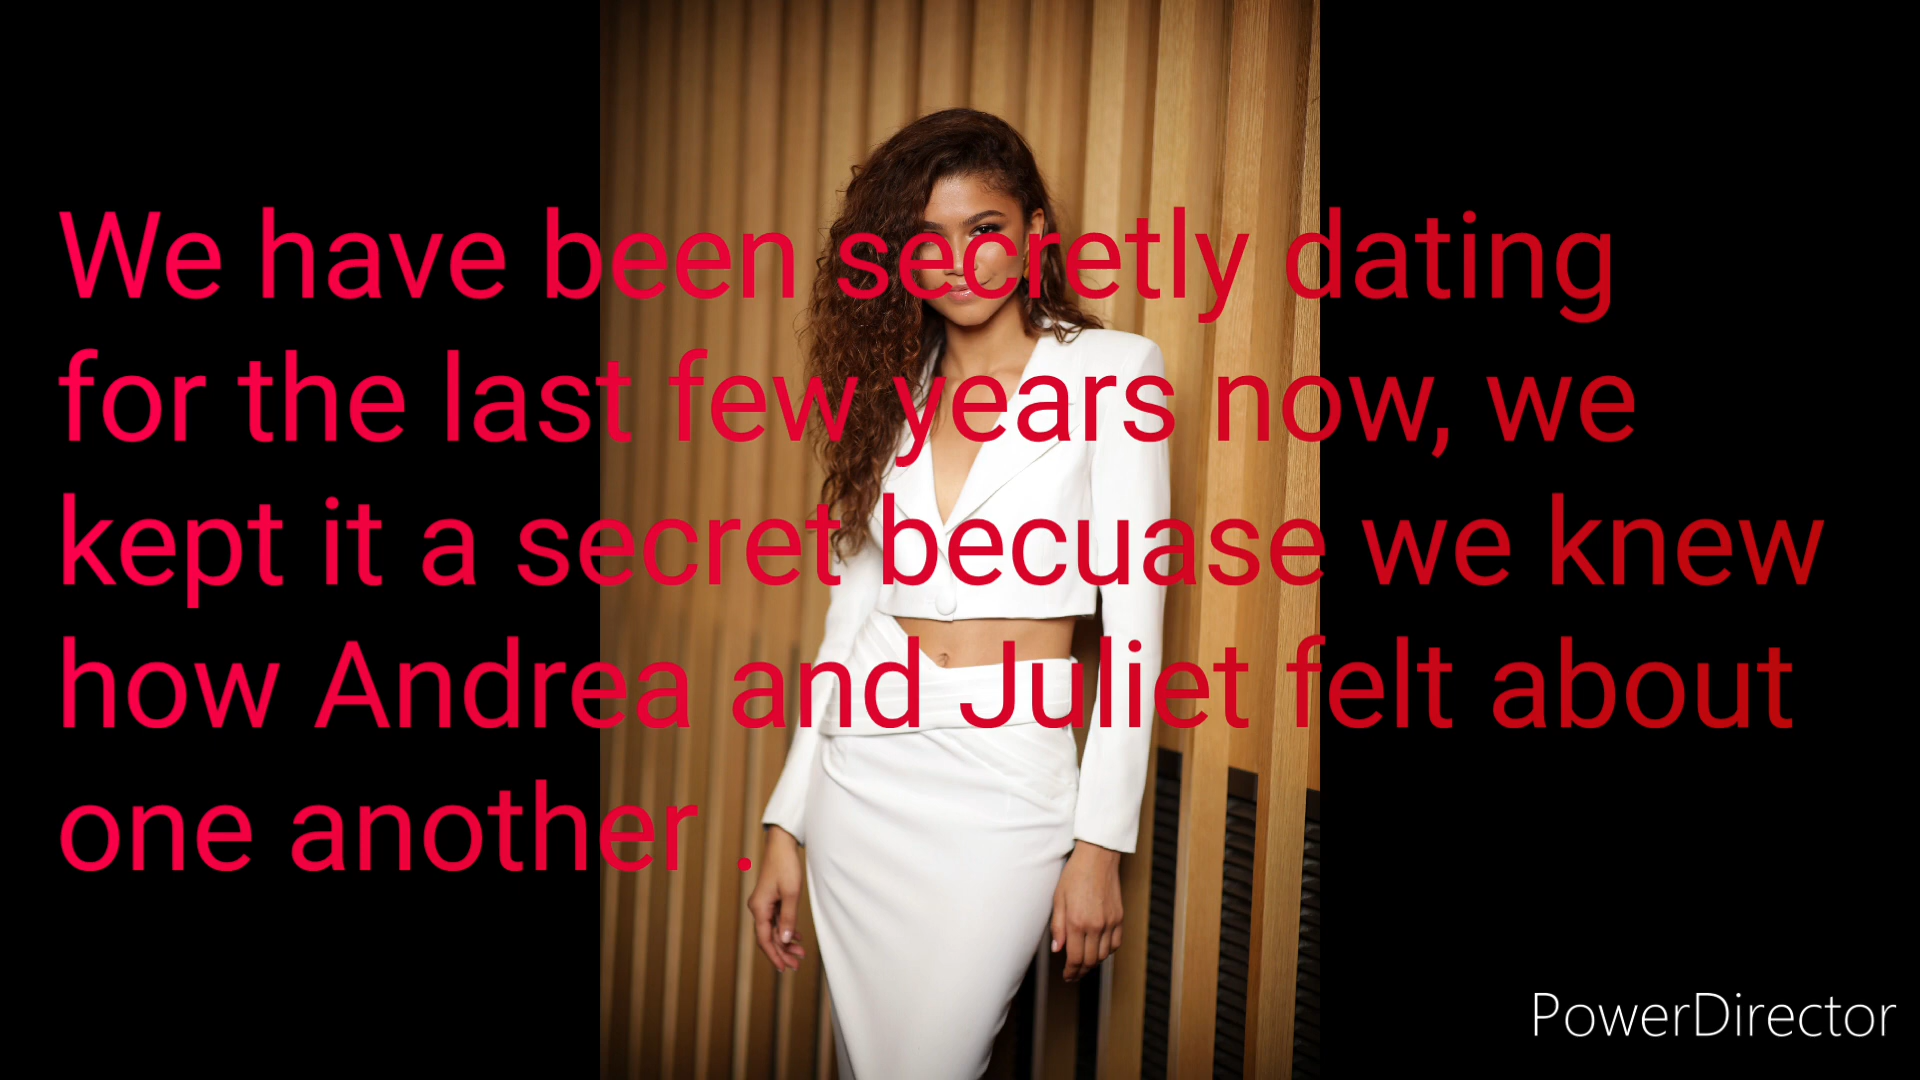 We have been secretly dating
for the last few years now, we
kept it a secret becuase we knew
how Andrea and Juliet felt about
one another .
PowerDirector